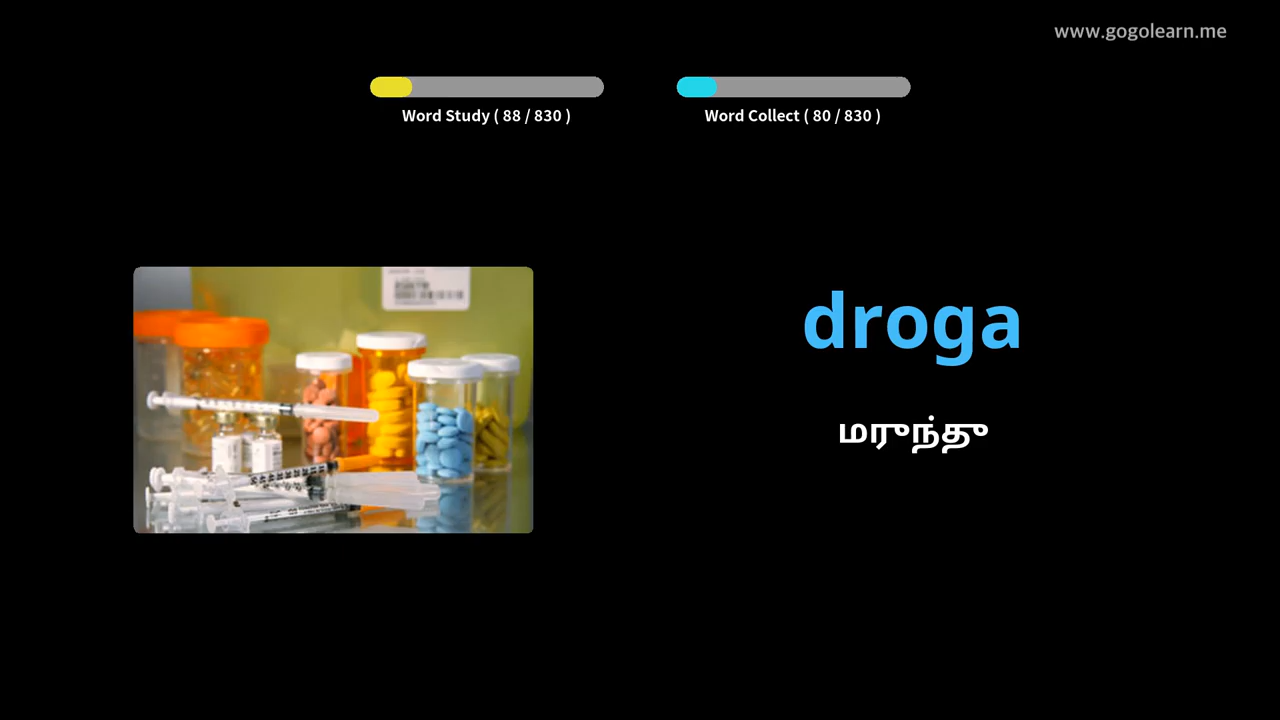 www.gogolearn.me
Word Study ( 88 / 830 )
Word Collect ( 80 / 830 )
droga
மருந்து